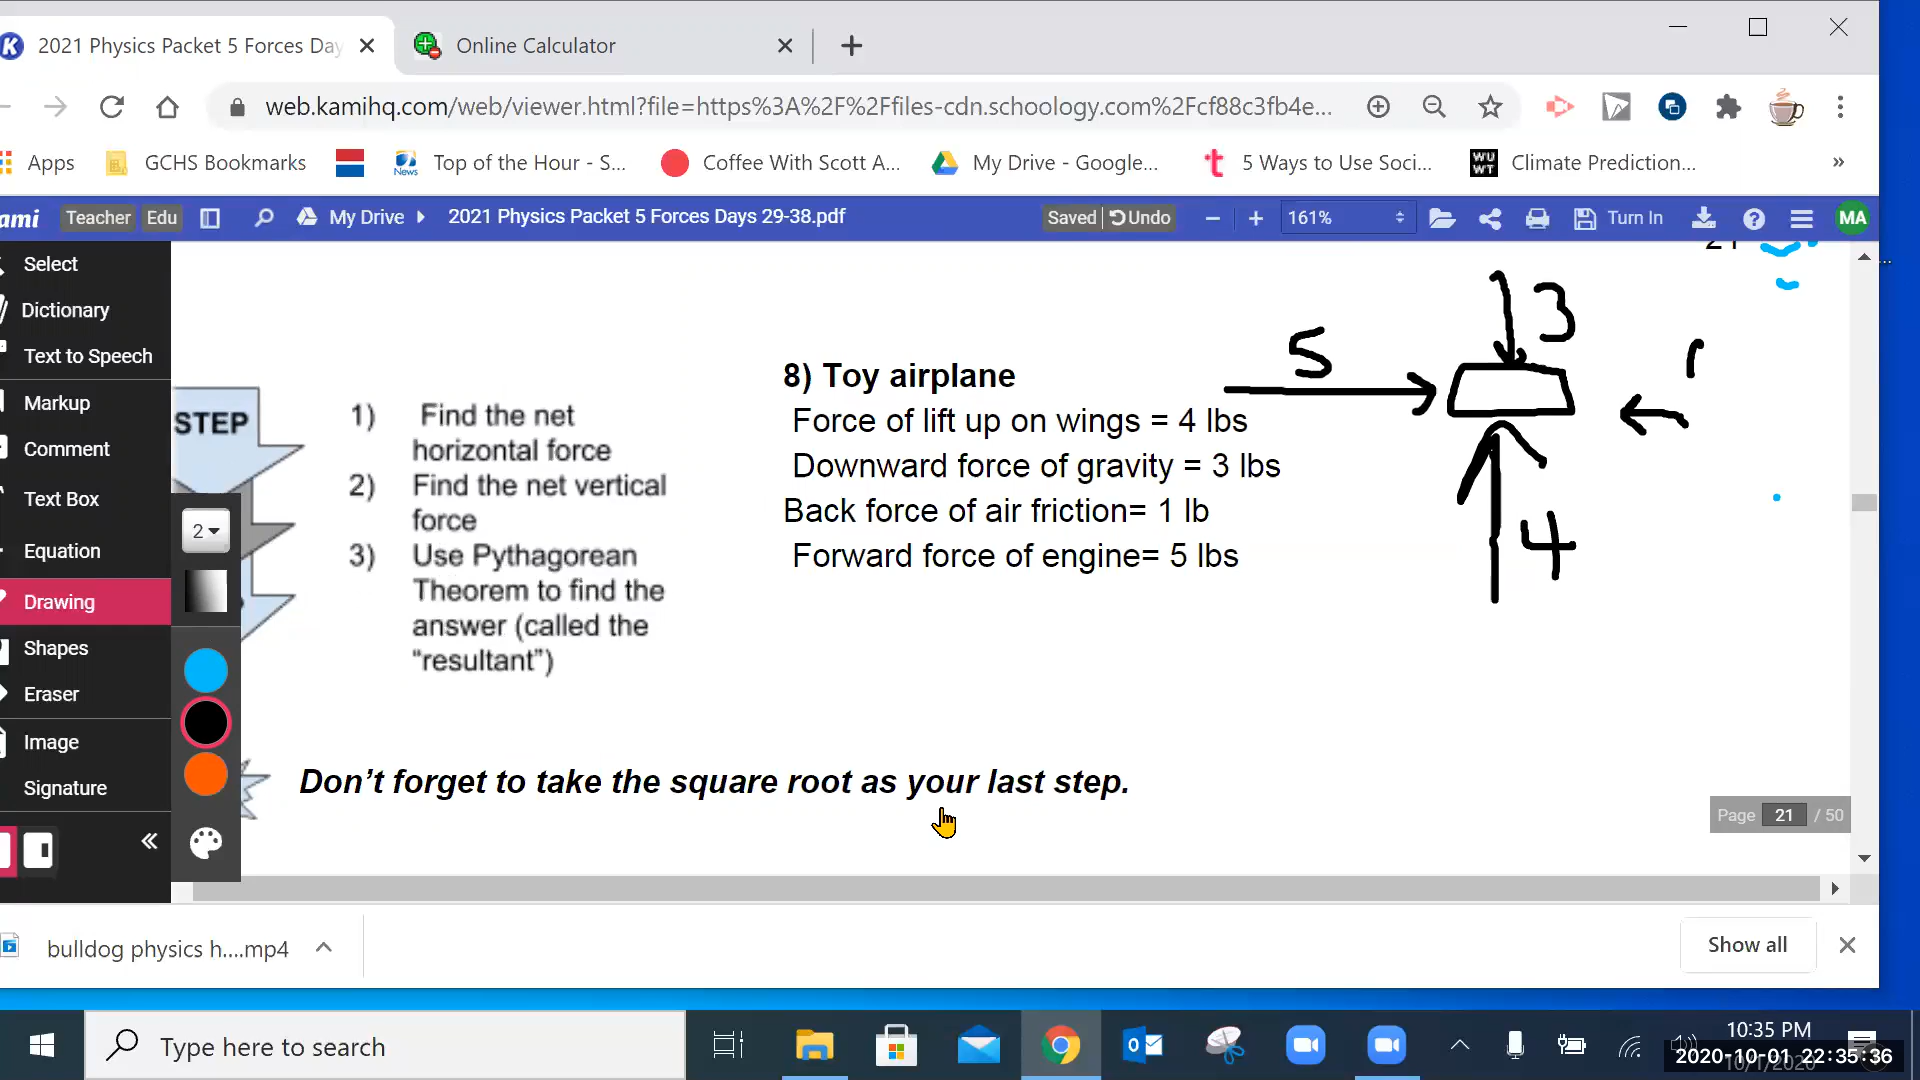 2021 Physics Packet 5 Forces Day
Online Calculator
web.kamihq.com/web/viewer.html?file=https%3A%2F%2Ffiles-cdn.schoology.com%2Fcf88c3fb4e...
Apps
GCHS Bookmarks
News
Top of the Hour - S...
Coffee With Scott A...
My Drive - Google...
5 Ways to Use Soci...
WU WT
Climate Prediction...
»
ami
Teacher
Edu
My Drive
2021 Physics Packet 5 Forces Days 29-38.pdf
Saved
Undo
161%
Turn In
MA
Select
Dictionary
Text to Speech
Markup
Comment
Text Box
Equation
Drawing
Shapes
Eraser
Image
Signature
2
STEP
1) Find the net
horizontal force
2) Find the net vertical
force
3) Use Pythagorean
Theorem to find the
answer (called the
“resultant”)
8) Toy airplane
Force of lift up on wings = 4 lbs
Downward force of gravity = 3 lbs
Back force of air friction= 1 lb
Forward force of engine= 5 lbs
5
3
4
Don’t forget to take the square root as your last step.
Page 21 / 50
bulldog physics h....mp4
Show all
Type here to search
10:35 PM
2020-10-01 22:35:36
10/1/2020